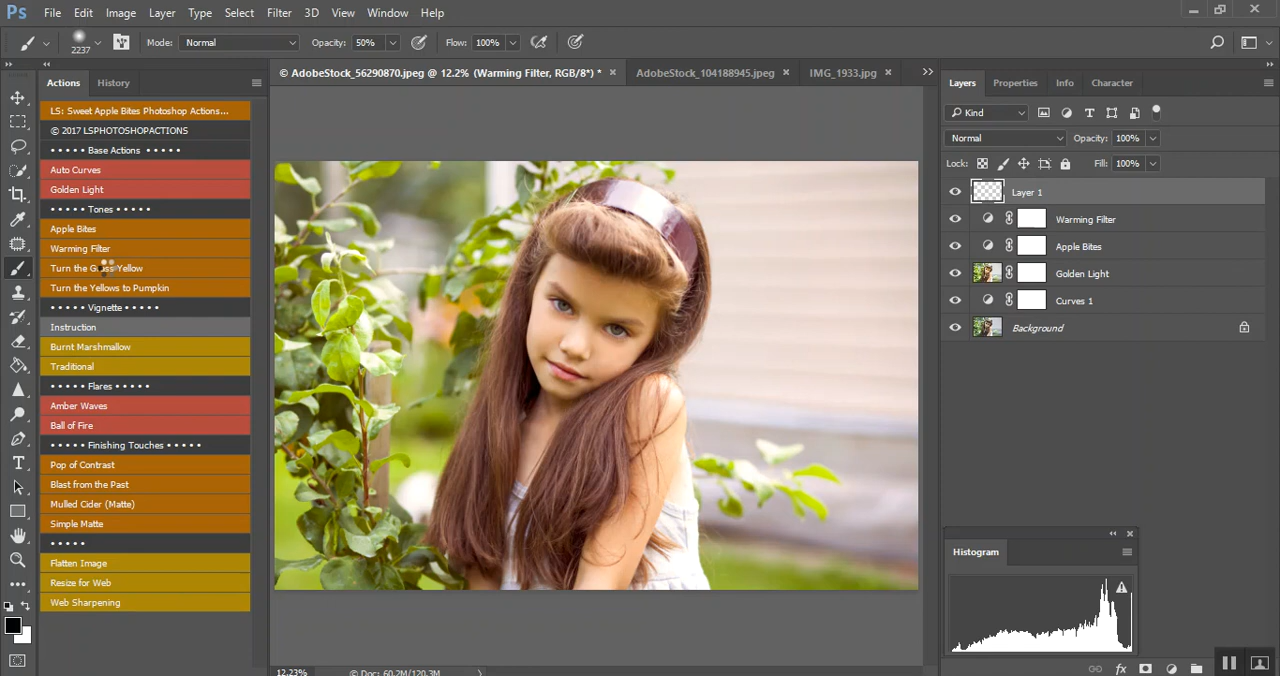 Ps File Edit Image Layer Type Select Filter 3D View Window Help
2237 Mode: Normal Opacity: 50% Flow: 100%
Actions History
© AdobeStock_56290870.jpeg @ 12.2% (Warming Filter, RGB/8*) * × AdobeStock_104188945.jpeg × IMG_1933.jpg ×
LS: Sweet Apple Bites Photoshop Actions...
© 2017 LSPHOTOSHOPACTIONS
• • • • • Base Actions • • • • •
Auto Curves
Golden Light
• • • • • Tones • • • • •
Apple Bites
Warming Filter
Turn the Grass Yellow
Turn the Yellows to Pumpkin
• • • • • Vignette • • • • •
Instruction
Burnt Marshmallow
Traditional
• • • • • Flares • • • • •
Amber Waves
Ball of Fire
• • • • • Finishing Touches • • • • •
Pop of Contrast
Blast from the Past
Mulled Cider (Matte)
Simple Matte
• • • • •
Flatten Image
Resize for Web
Web Sharpening
12.23% Doc: 60.2M/120.3M
Layers Properties Info Character
Kind
Normal Opacity: 100%
Lock: Fill: 100%
Layer 1
Warming Filter
Apple Bites
Golden Light
Curves 1
Background
Histogram